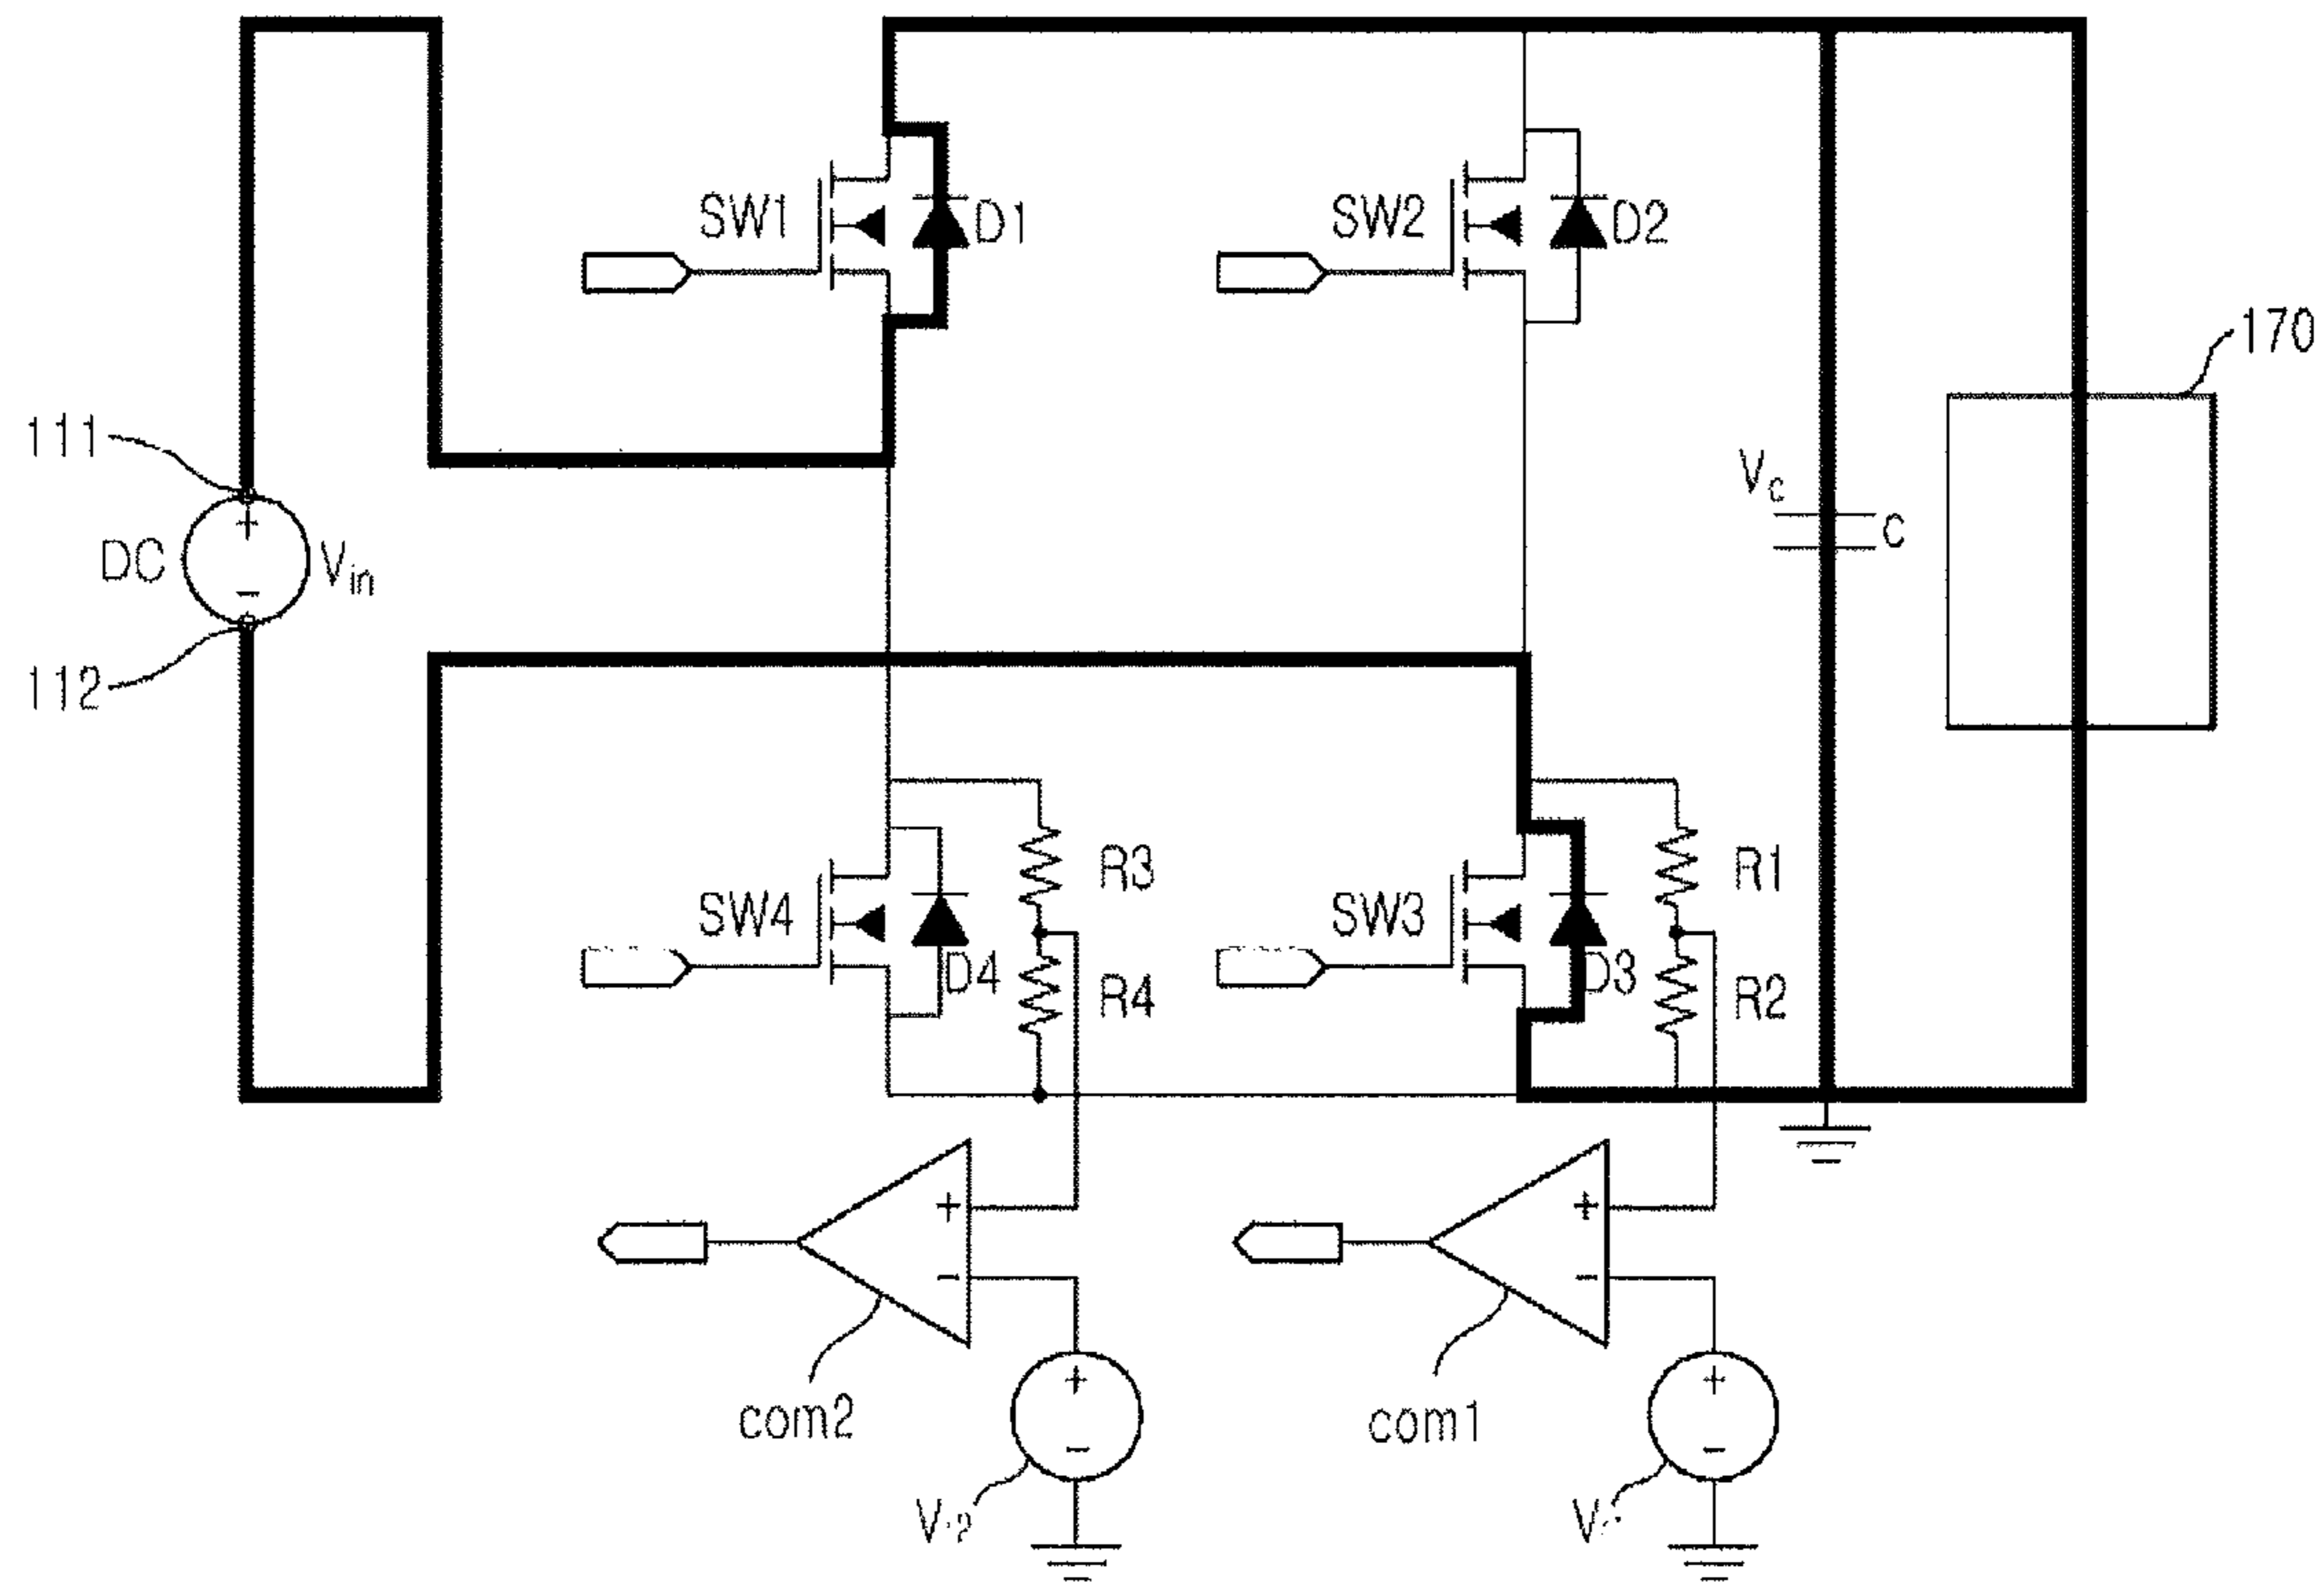 SW1
D1
SW2
D2
170
111
+
DC
Vin
-
112
Vc
C
R3
R1
SW4
D4
R4
SW3
D3
R2
+
-
+
-
com2
com1
+
-
+
-